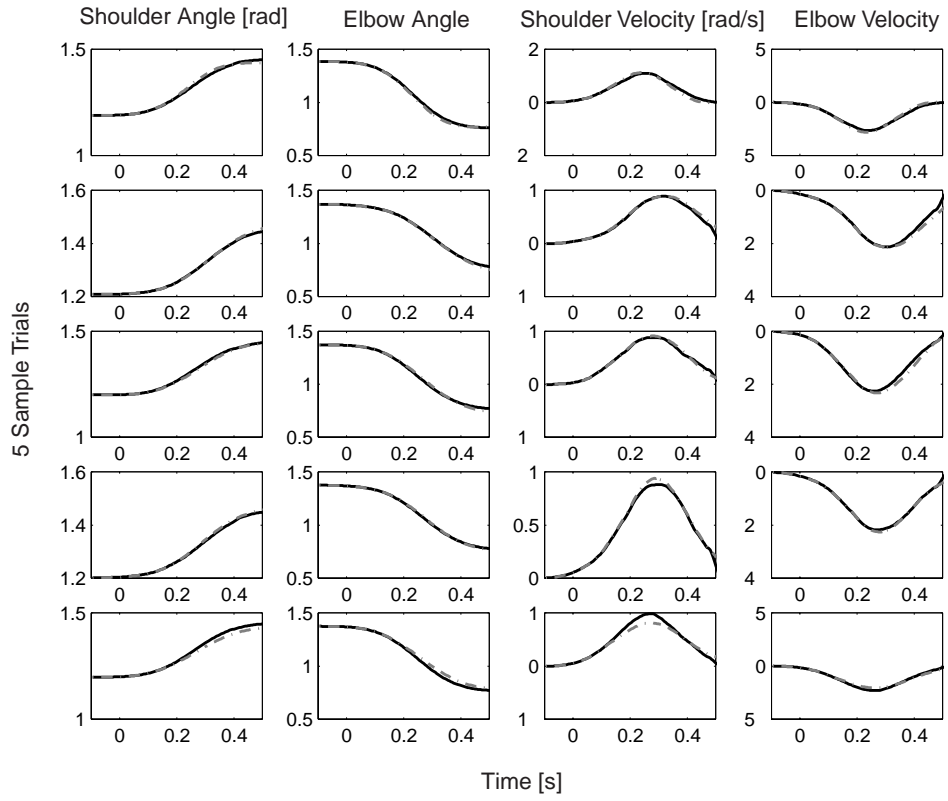 Shoulder Angle [rad] Elbow Angle Shoulder Velocity [rad/s] Elbow Velocity
1.5 1.5 2 5
1 0 0
1 0.5 2 5
0 0.2 0.4 0 0.2 0.4 0 0.2 0.4 0 0.2 0.4
1.6 1.5 1 0
1.4 1 0 2
1.2 0.5 1 4
0 0.2 0.4 0 0.2 0.4 0 0.2 0.4 0 0.2 0.4
5 Sample Trials
1.5 1.5 1 0
1 0 2
1 0.5 1 4
0 0.2 0.4 0 0.2 0.4 0 0.2 0.4 0 0.2 0.4
1.6 1.5 1 0
1.4 1 0.5 2
1.2 0.5 0 4
0 0.2 0.4 0 0.2 0.4 0 0.2 0.4 0 0.2 0.4
1.5 1.5 1 5
1 0 0
1 0.5 1 5
0 0.2 0.4 0 0.2 0.4 0 0.2 0.4 0 0.2 0.4
Time [s]